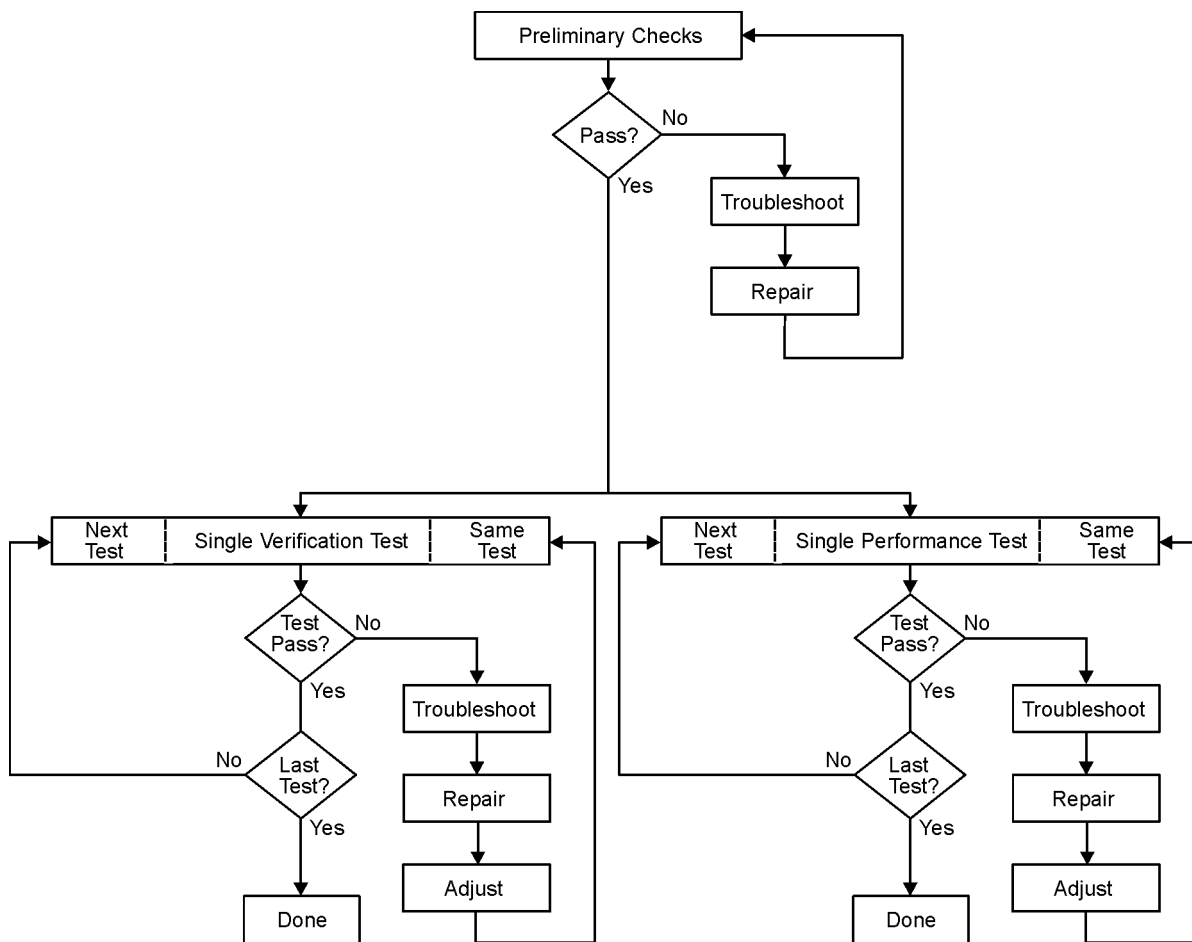 Preliminary Checks
Pass?
No
Yes
Troubleshoot
Repair
Next
Test
Single Verification Test
Same
Test
Test
Pass?
No
Yes
Troubleshoot
No
Last
Test?
Yes
Repair
Adjust
Done
Next
Test
Single Performance Test
Same
Test
Test
Pass?
No
Yes
Troubleshoot
No
Last
Test?
Yes
Repair
Adjust
Done